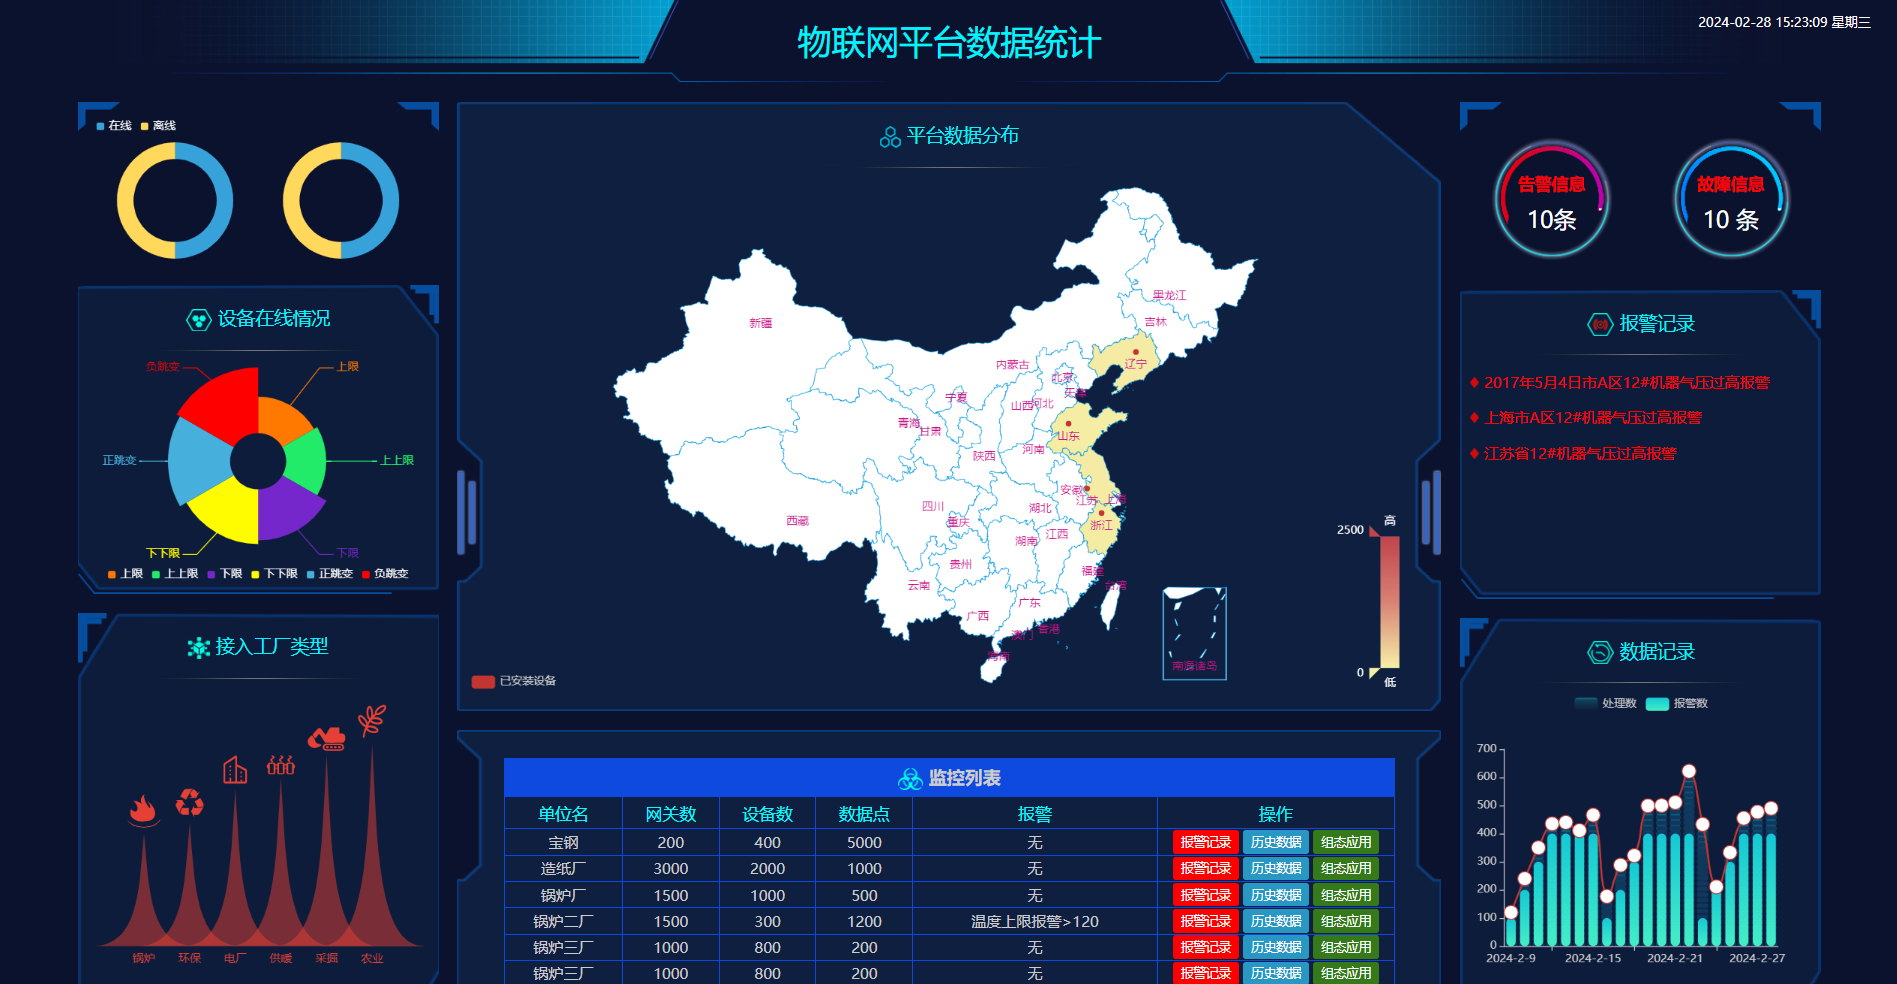 物联网平台数据统计
2024-02-28 15:23:09 星期三
在线 离线
设备在线情况
负跳变 上限
正跳变 上上限
下下限 下限
上限 上上限 下限 下下限 正跳变 负跳变
接入工厂类型
锅炉 环保 电厂 供暖 采掘 农业
平台数据分布
黑龙江
新疆 吉林
内蒙古 辽宁
北京
天津
宁夏 山西 河北
青海 甘肃 山东
陕西 河南
安徽
西藏 四川 重庆 湖北 江苏 上海
浙江
湖南 江西
贵州 福建
云南 台湾
广西 广东
澳门 香港
海南
南海诸岛
已安装设备
高
2500
0
低
监控列表
单位名 网关数 设备数 数据点 报警 操作
宝钢 200 400 5000 无 报警记录 历史数据 组态应用
造纸厂 3000 2000 1000 无 报警记录 历史数据 组态应用
锅炉厂 1500 1000 500 无 报警记录 历史数据 组态应用
锅炉二厂 1500 300 1200 温度上限报警>120 报警记录 历史数据 组态应用
锅炉三厂 1000 800 200 无 报警记录 历史数据 组态应用
锅炉三厂 1000 800 200 无 报警记录 历史数据 组态应用
告警信息
10条
故障信息
10 条
报警记录
2017年5月4日市A区12#机器气压过高报警
上海市A区12#机器气压过高报警
江苏省12#机器气压过高报警
数据记录
处理数 报警数
700
600
500
400
300
200
100
0
2024-2-9 2024-2-15 2024-2-21 2024-2-27